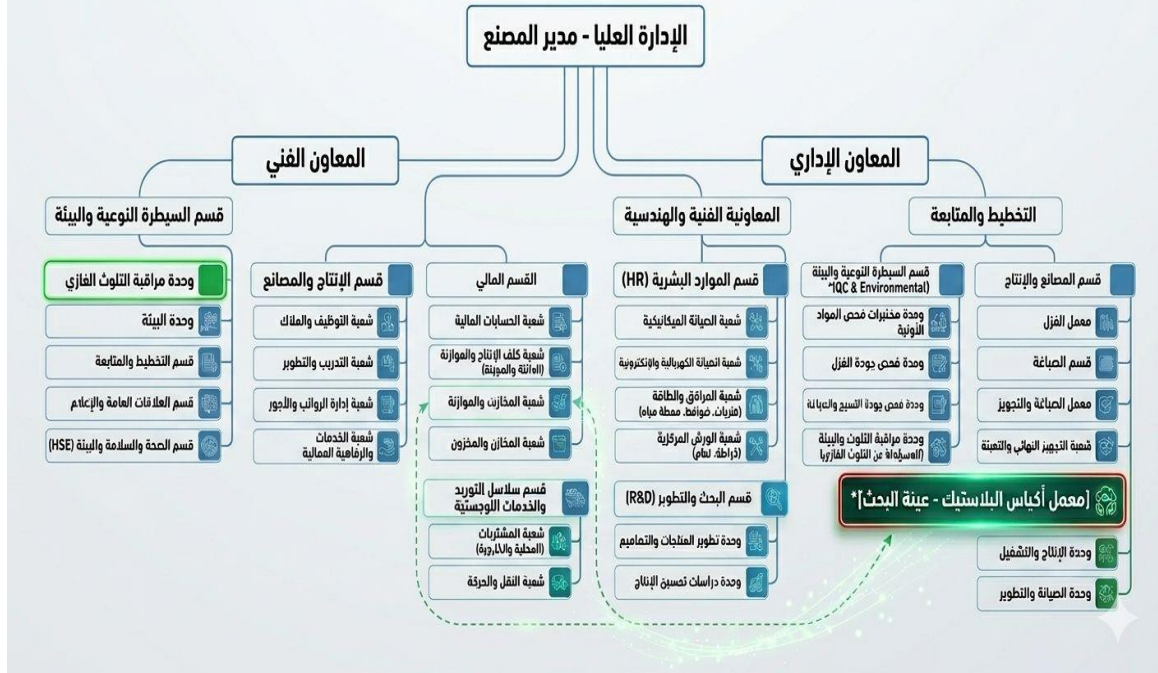 الإدارة العليا - مدير المصنع
المعاون الإداري
المعاون الفني
التخطيط والمتابعة
المعاونية الفنية والهندسية
قسم السيطرة النوعية والبيئة
قسم المصانع والإنتاج
معمل الغزل
قسم الصباغة
معمل الصباغة والتجهيز
شعبة التجهيز النهائي والتعبئة
[معمل أكياس البلاستيك - عينة البحث]*
وحدة الإنتاج والتشغيل
وحدة الصيانة والتطوير
قسم السيطرة النوعية والبيئة
(QC & Environmental)*
وحدة مختبرات فحص المواد
الأولية
وحدة فحص جودة الغزل
وحدة فحص جودة النسيج
وحدة مراقبة التلوث والبيئة
عن التلوث
قسم الموارد البشرية (HR)
شعبة الصيانة الميكانيكية
شعبة الصيانة الكهربائية والإلكترونية
شعبة المرافق والطاقة
شعبة الورش المركزية
قسم البحث والتطوير (R&D)
وحدة تطوير المنتجات والتصاميم
وحدة دراسات تحسين الإنتاج
القسم المالي
شعبة الحسابات المالية
شعبة كلف الإنتاج والموازنة
شعبة المخازن والموازنة
شعبة المخازن والمخزون
قسم سلاسل التوريد
والخدمات اللوجستية
شعبة المشتريات
(المحلية
شعبة النقل والحركة
قسم الإنتاج والمصانع
شعبة التوظيف والملاك
شعبة التدريب والتطوير
شعبة إدارة الرواتب والأجور
شعبة الخدمات
والرفاهية العمالية
وحدة مراقبة التلوث الغازي
وحدة البيئة
قسم التخطيط والمتابعة
قسم العلاقات العامة والإعلام
قسم الصحة والسلامة والبيئة (HSE)